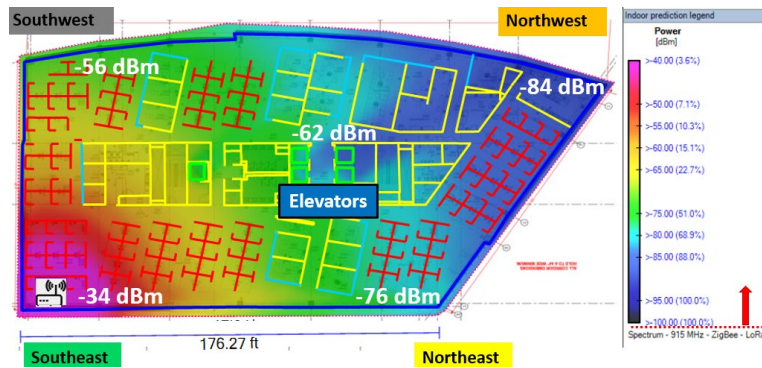 Southwest
Northwest
-56 dBm
-84 dBm
-62 dBm
Elevators
-34 dBm
-76 dBm
176.27 ft
Southeast
Northeast
Indoor prediction legend
Power
[dBm]
>-40.00 (3.6%)
>-50.00 (7.1%)
>-55.00 (10.3%)
>-60.00 (15.1%)
>-65.00 (22.7%)
>-75.00 (51.0%)
>-80.00 (68.9%)
>-85.00 (88.0%)
>-95.00 (100.0%)
>-100.00 (100.0%)
Spectrum - 915 MHz - ZigBee - LoRa